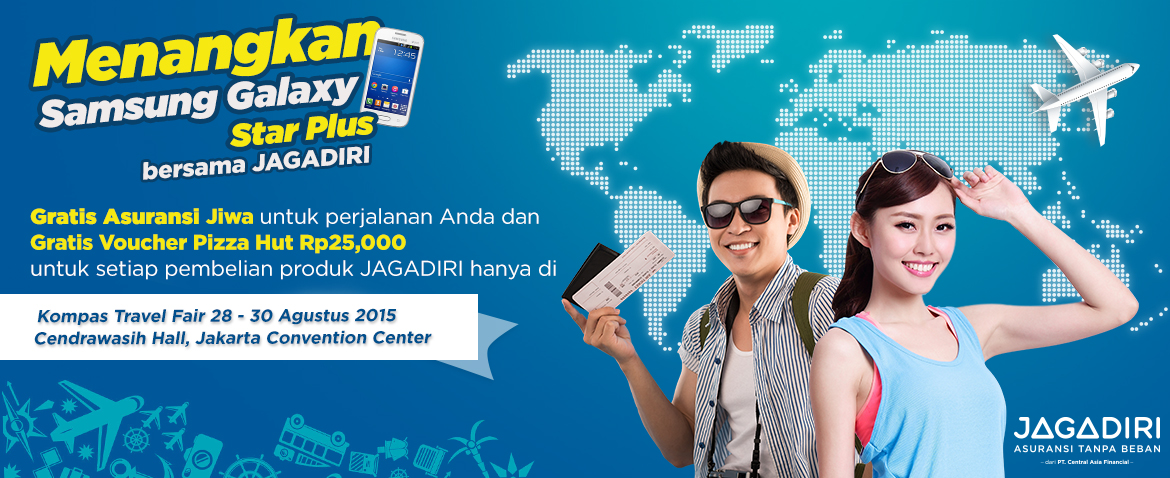 Menangkan
Samsung Galaxy
Star Plus
bersama JAGADIRI
12:45
Gratis Asuransi Jiwa untuk perjalanan Anda dan
Gratis Voucher Pizza Hut Rp25,000
untuk setiap pembelian produk JAGADIRI hanya di
Kompas Travel Fair 28 - 30 Agustus 2015
Cendrawasih Hall, Jakarta Convention Center
JAGADIRI
ASURANSI TANPA BEBAN
- dari PT. Central Asia Financial -